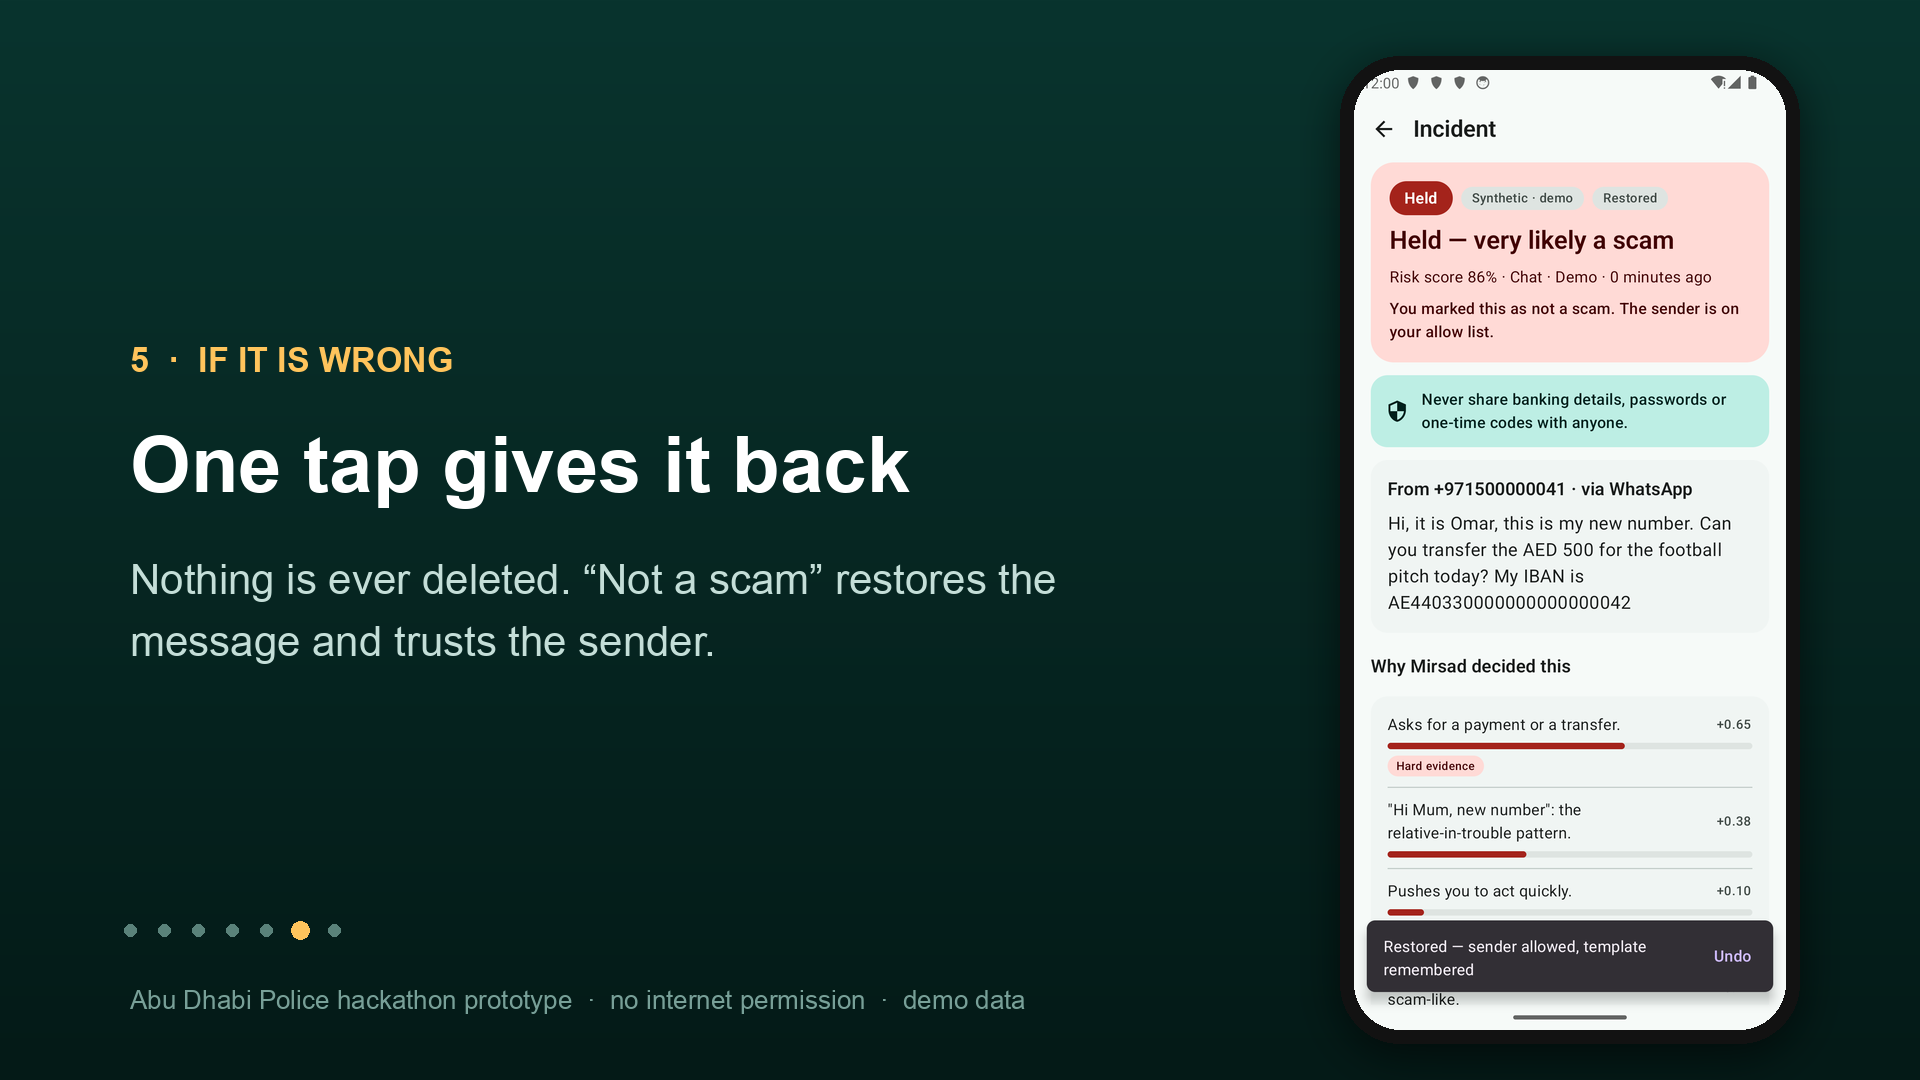 5 · IF IT IS WRONG
One tap gives it back
Nothing is ever deleted. “Not a scam” restores the
message and trusts the sender.
Abu Dhabi Police hackathon prototype · no internet permission · demo data
2:00
Incident
Held
Synthetic · demo
Restored
Held — very likely a scam
Risk score 86% · Chat · Demo · 0 minutes ago
You marked this as not a scam. The sender is on
your allow list.
Never share banking details, passwords or
one-time codes with anyone.
From +971500000041 · via WhatsApp
Hi, it is Omar, this is my new number. Can
you transfer the AED 500 for the football
pitch today? My IBAN is
AE440330000000000000042
Why Mirsad decided this
Asks for a payment or a transfer. +0.65
Hard evidence
"Hi Mum, new number": the
relative-in-trouble pattern. +0.38
Pushes you to act quickly. +0.10
Restored — sender allowed, template
remembered
Undo
scam-like.